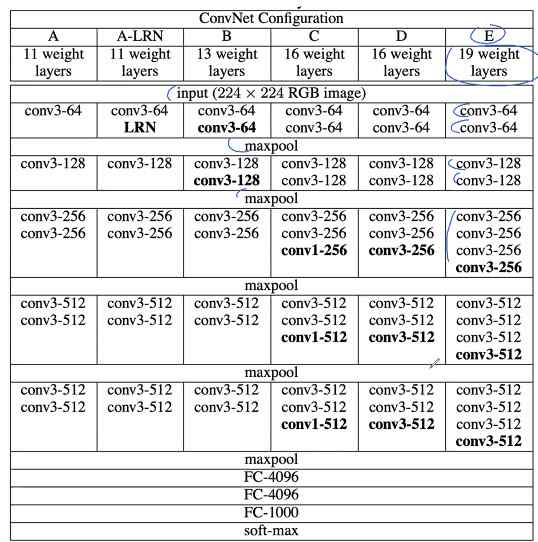 ConvNet Configuration
A A-LRN B C D E
11 weight 11 weight 13 weight 16 weight 16 weight 19 weight
layers layers layers layers layers layers
input (224 × 224 RGB image)
conv3-64 conv3-64 conv3-64 conv3-64 conv3-64 conv3-64
LRN conv3-64 conv3-64 conv3-64 conv3-64
maxpool
conv3-128 conv3-128 conv3-128 conv3-128 conv3-128 conv3-128
conv3-128 conv3-128 conv3-128 conv3-128
maxpool
conv3-256 conv3-256 conv3-256 conv3-256 conv3-256 conv3-256
conv3-256 conv3-256 conv3-256 conv3-256 conv3-256 conv3-256
conv1-256 conv3-256 conv3-256
conv3-256
maxpool
conv3-512 conv3-512 conv3-512 conv3-512 conv3-512 conv3-512
conv3-512 conv3-512 conv3-512 conv3-512 conv3-512 conv3-512
conv1-512 conv3-512 conv3-512
conv3-512
maxpool
conv3-512 conv3-512 conv3-512 conv3-512 conv3-512 conv3-512
conv3-512 conv3-512 conv3-512 conv3-512 conv3-512 conv3-512
conv1-512 conv3-512 conv3-512
conv3-512
maxpool
FC-4096
FC-4096
FC-1000
soft-max